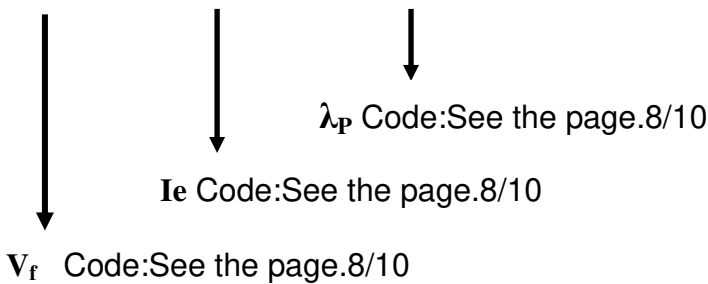 λP Code:See the page.8/10
Ie Code:See the page.8/10
Vf Code:See the page.8/10